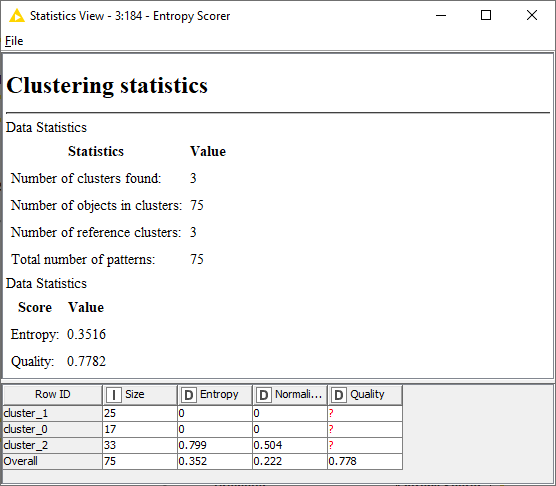 Statistics View - 3:184 - Entropy Scorer
File
Clustering statistics
Data Statistics
Statistics Value
Number of clusters found: 3
Number of objects in clusters: 75
Number of reference clusters: 3
Total number of patterns: 75
Data Statistics
Score Value
Entropy: 0.3516
Quality: 0.7782
Row ID I Size D Entropy D Normali... D Quality
cluster_1 25 0 0 ?
cluster_0 17 0 0 ?
cluster_2 33 0.799 0.504 ?
Overall 75 0.352 0.222 0.778